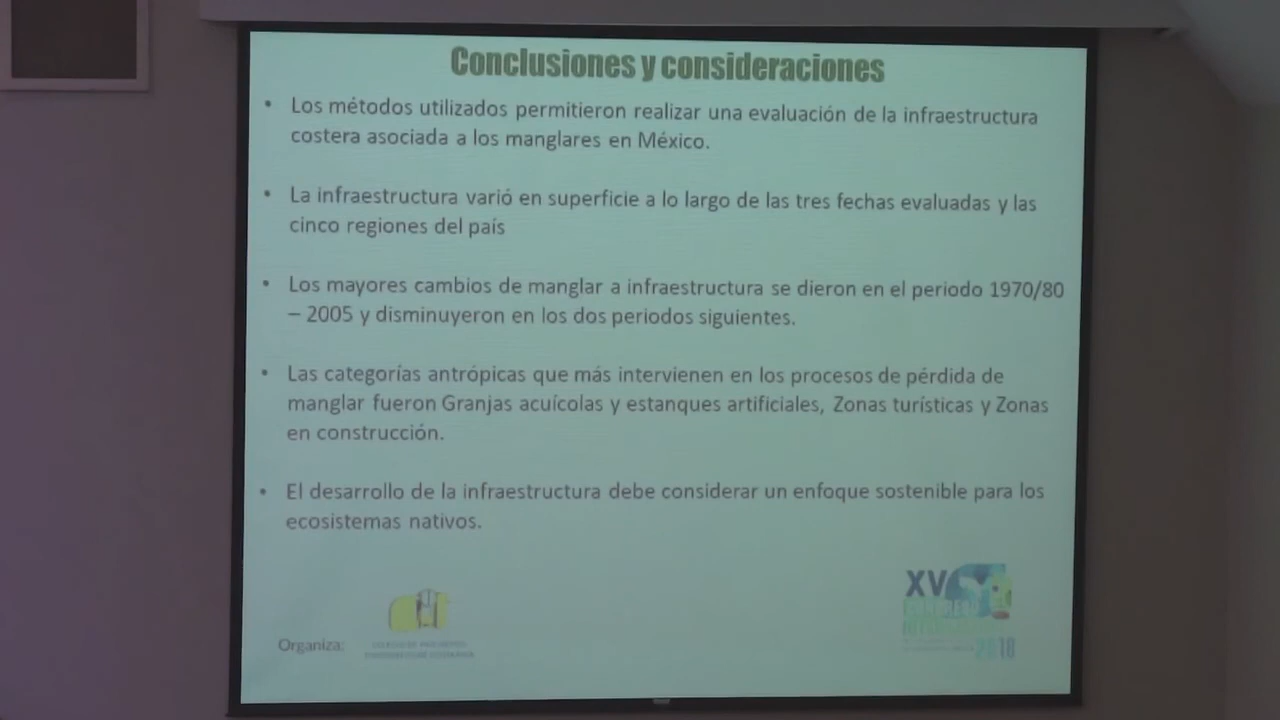 Conclusiones y consideraciones
• Los métodos utilizados permitieron realizar una evaluación de la infraestructura
costera asociada a los manglares en México.
• La infraestructura varió en superficie a lo largo de las tres fechas evaluadas y las
cinco regiones del país
• Los mayores cambios de manglar a infraestructura se dieron en el periodo 1970/80
– 2005 y disminuyeron en los dos periodos siguientes.
• Las categorías antrópicas que más intervienen en los procesos de pérdida de
manglar fueron Granjas acuícolas y estanques artificiales, Zonas turísticas y Zonas
en construcción.
• El desarrollo de la infraestructura debe considerar un enfoque sostenible para los
ecosistemas nativos.
Organiza:
XV
CONGRESO
2018